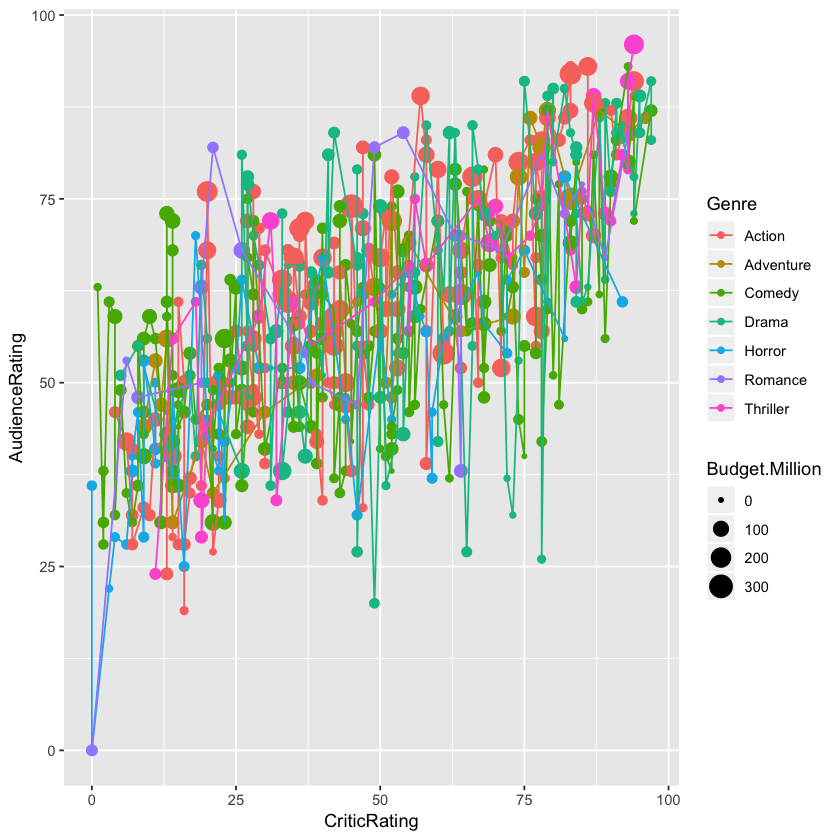 100
75
50
25
0
AudienceRating
0
25
50
75
100
CriticRating
Genre
Action
Adventure
Comedy
Drama
Horror
Romance
Thriller
Budget.Million
0
100
200
300